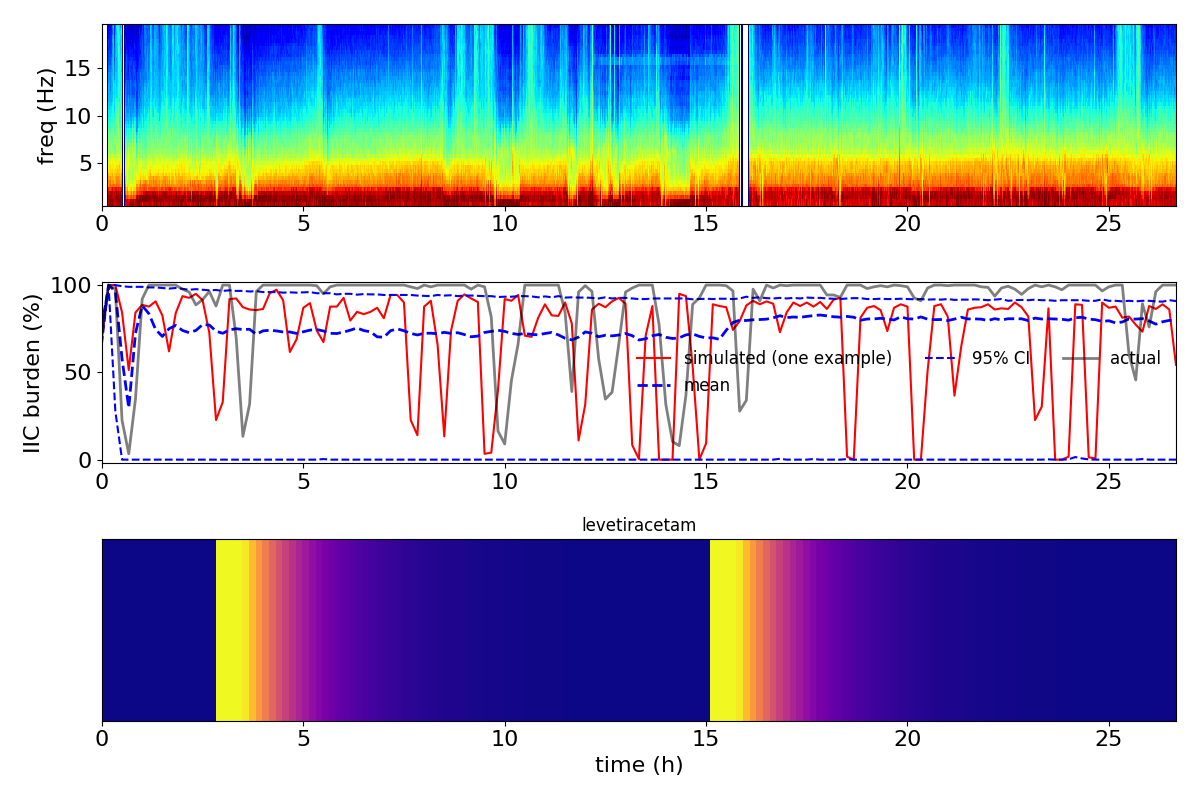 freq (Hz)
15
10
5
0 5 10 15 20 25
IIC burden (%)
100
50
0
simulated (one example) 95% CI actual
mean
0 5 10 15 20 25
levetiracetam
0 5 10 15 20 25
time (h)